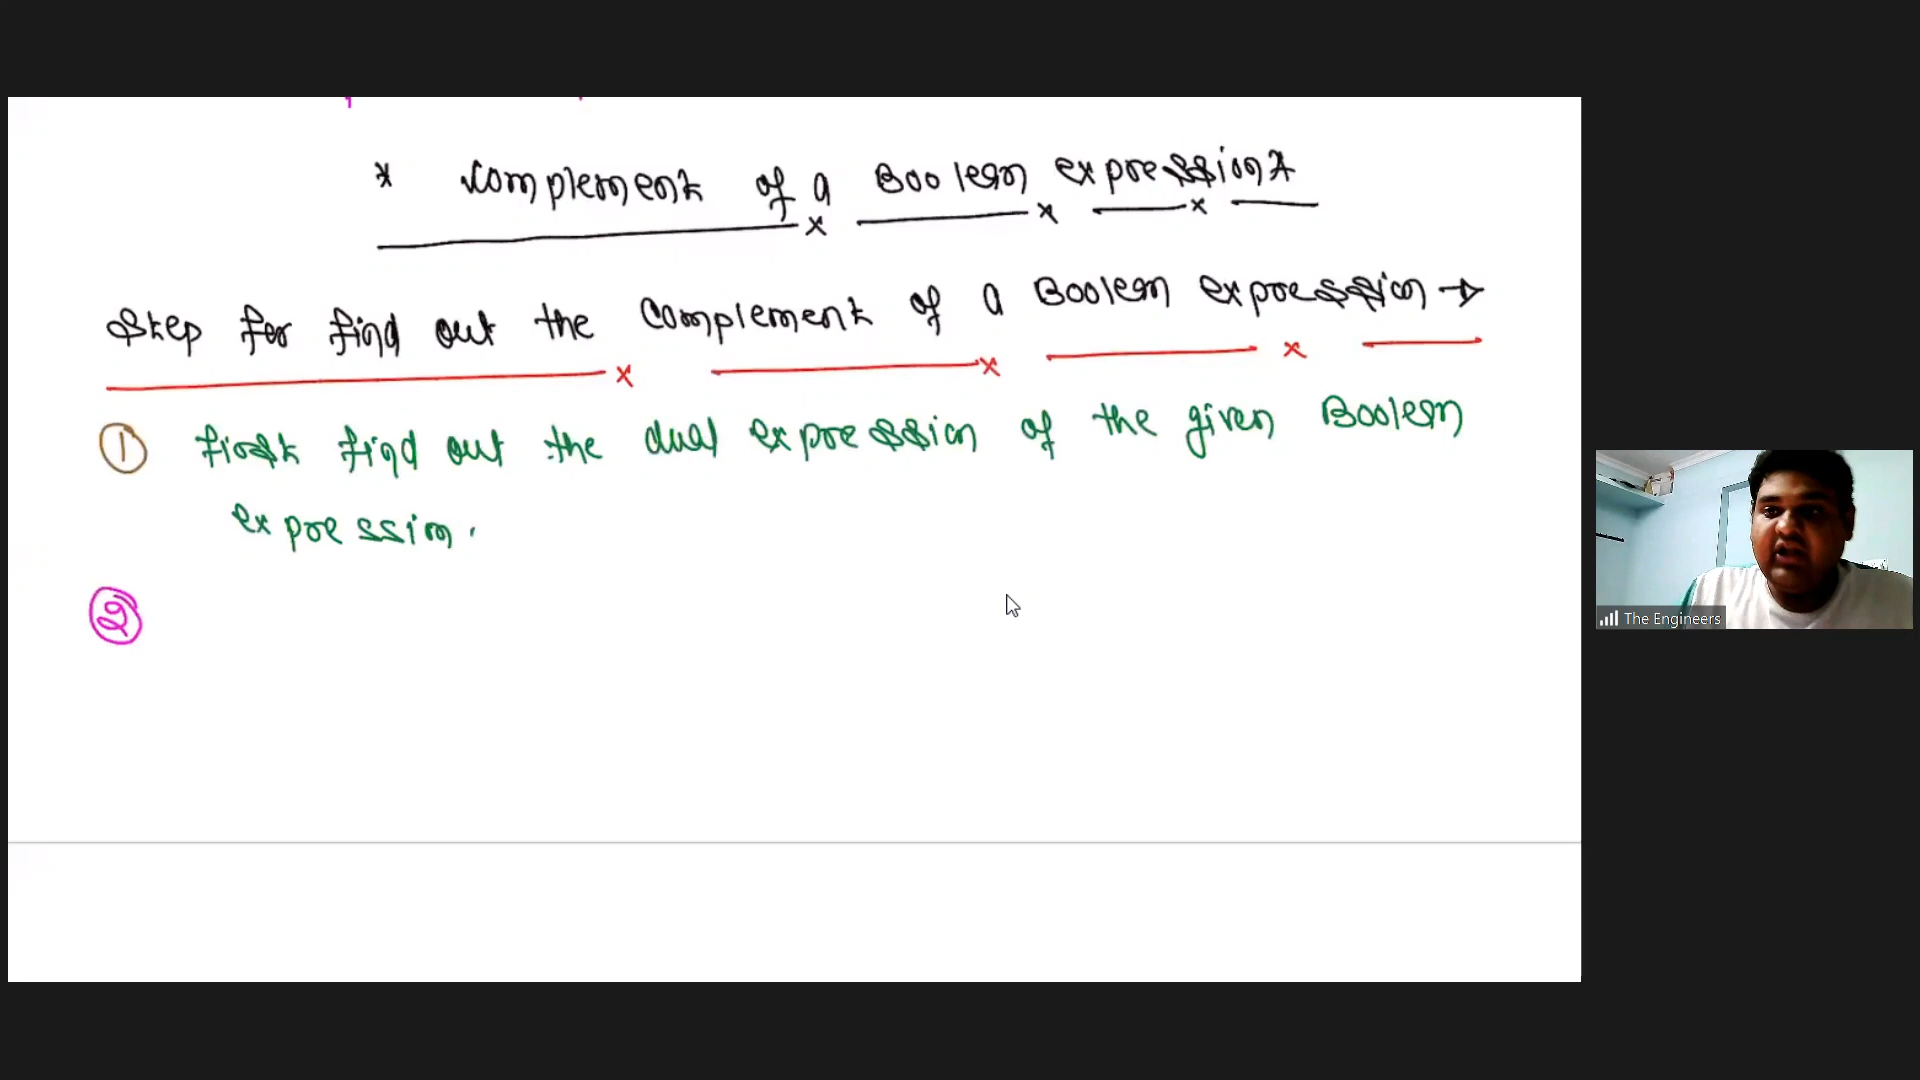 * Complement of a Boolean expression *
Step for find out the Complement of a Boolean expression →
① first find out the dual expression of the given Boolean
expression.
②
The Engineers